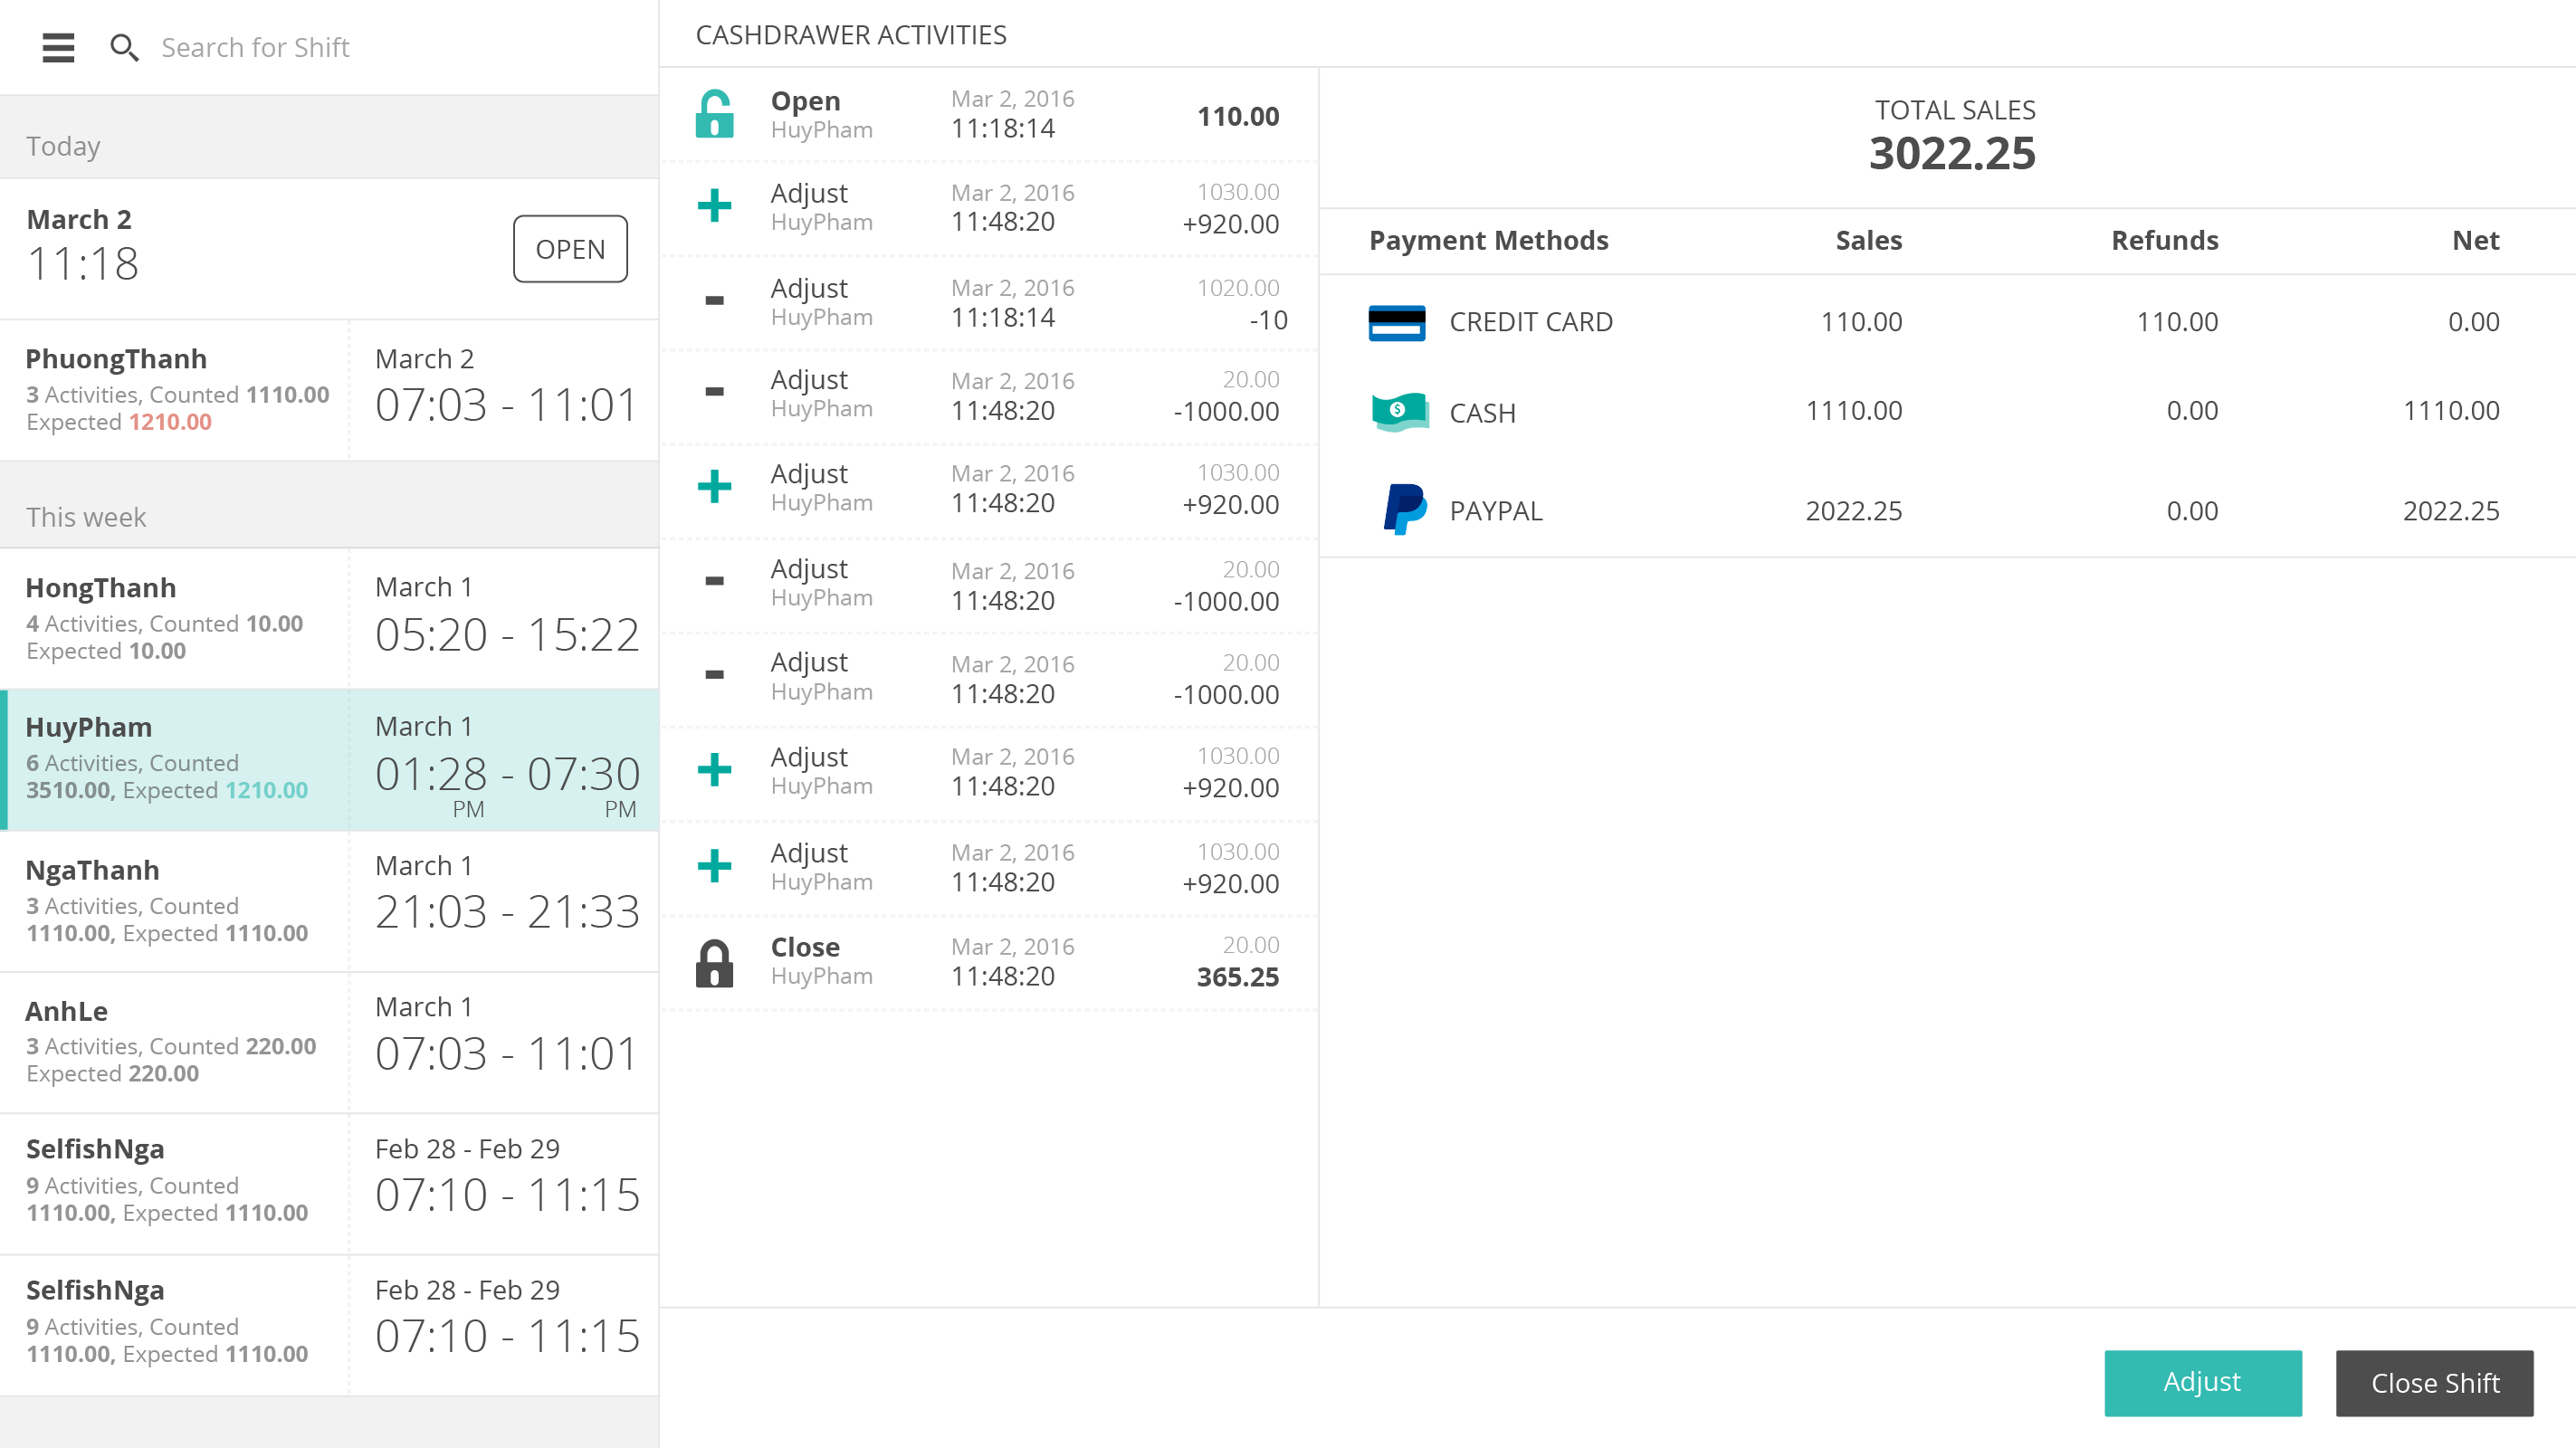 Search for Shift
Today
March 2
11:18
OPEN
PhuongThanh
3 Activities, Counted 1110.00
Expected 1210.00
March 2
07:03 - 11:01
This week
HongThanh
4 Activities, Counted 10.00
Expected 10.00
March 1
05:20 - 15:22
HuyPham
6 Activities, Counted
3510.00, Expected 1210.00
March 1
01:28 - 07:30
PM PM
NgaThanh
3 Activities, Counted
1110.00, Expected 1110.00
March 1
21:03 - 21:33
AnhLe
3 Activities, Counted 220.00
Expected 220.00
March 1
07:03 - 11:01
SelfishNga
9 Activities, Counted
1110.00, Expected 1110.00
Feb 28 - Feb 29
07:10 - 11:15
SelfishNga
9 Activities, Counted
1110.00, Expected 1110.00
Feb 28 - Feb 29
07:10 - 11:15
CASHDRAWER ACTIVITIES
Open Mar 2, 2016
HuyPham 11:18:14 110.00
Adjust Mar 2, 2016 1030.00
HuyPham 11:48:20 +920.00
Adjust Mar 2, 2016 1020.00
HuyPham 11:18:14 -10
Adjust Mar 2, 2016 20.00
HuyPham 11:48:20 -1000.00
Adjust Mar 2, 2016 1030.00
HuyPham 11:48:20 +920.00
Adjust Mar 2, 2016 20.00
HuyPham 11:48:20 -1000.00
Adjust Mar 2, 2016 20.00
HuyPham 11:48:20 -1000.00
Adjust Mar 2, 2016 1030.00
HuyPham 11:48:20 +920.00
Adjust Mar 2, 2016 1030.00
HuyPham 11:48:20 +920.00
Close Mar 2, 2016 20.00
HuyPham 11:48:20 365.25
TOTAL SALES
3022.25
Payment Methods Sales Refunds Net
CREDIT CARD 110.00 110.00 0.00
$ CASH 1110.00 0.00 1110.00
PAYPAL 2022.25 0.00 2022.25
Adjust
Close Shift